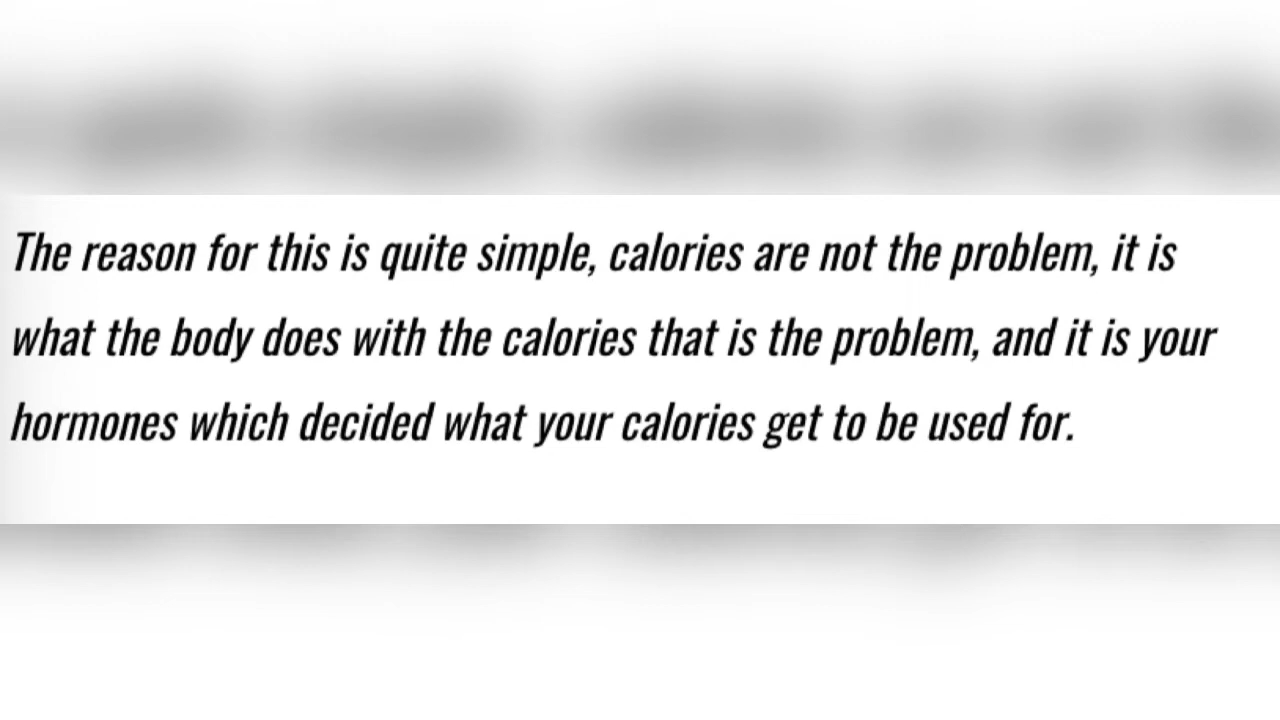 The reason for this is quite simple, calories are not the problem, it is
what the body does with the calories that is the problem, and it is your
hormones which decided what your calories get to be used for.